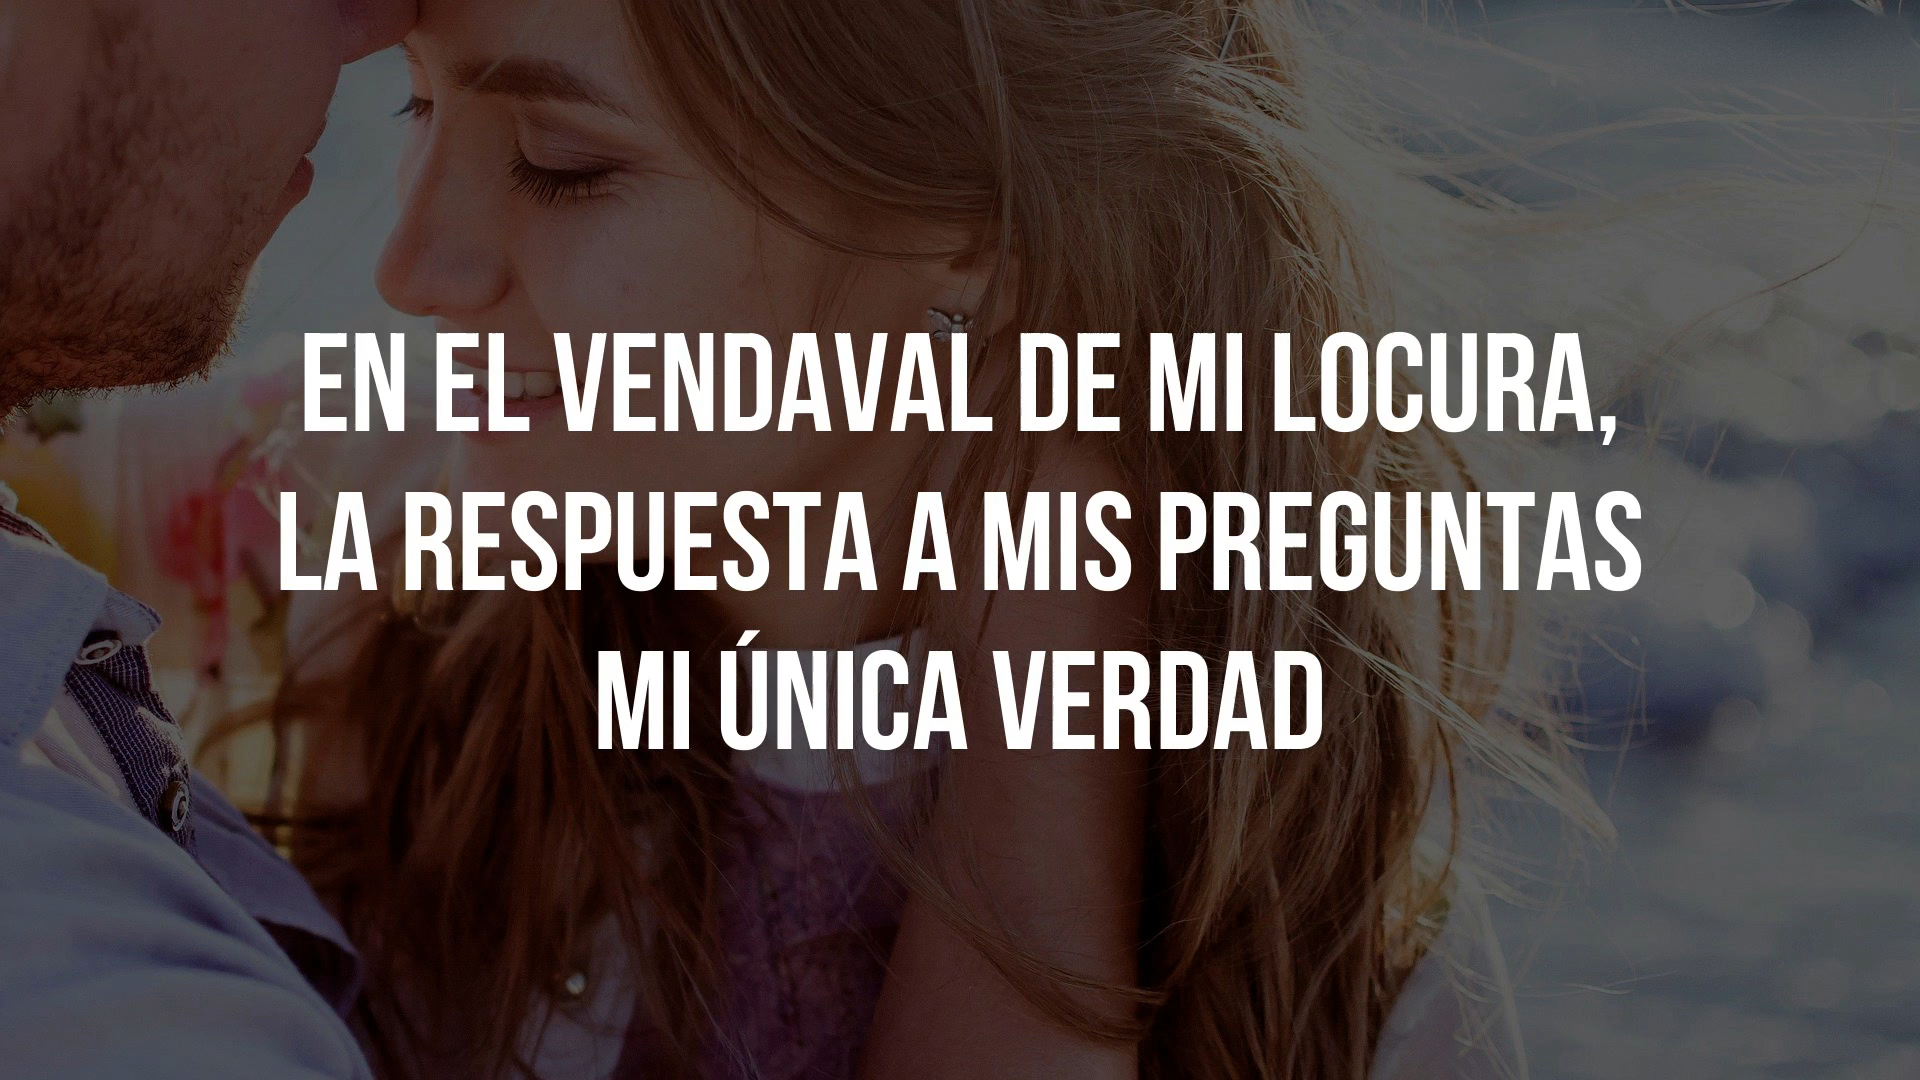 EN EL VENDAVAL DE MI LOCURA,
LA RESPUESTA A MIS PREGUNTAS
MI ÚNICA VERDAD